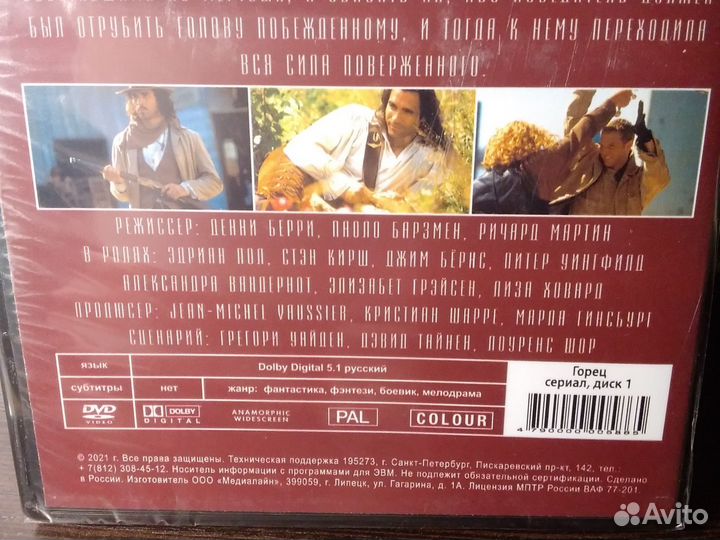 был отрубить голову побежденному, и тогда к нему переходила
вся сила поверженного.
режиссер: денни берри, паоло барзмен, ричард мартин
в ролях: эдриан пол, стэн кирш, джим бёрнс, питер уингфилд
александра вандернот, элизабет грэйсен, лиза ховард
продюсер: jean-michel vaussier, кристиан шаррт, марла гинсбург
сценарий: грегори уайден, дэвид тайнен, лоуренс шор
язык Dolby Digital 5.1 русский
субтитры нет жанр: фантастика, фэнтези, боевик, мелодрама
DVD VIDEO DOLBY DIGITAL ANAMORPHIC WIDESCREEN PAL COLOUR
Горец
сериал, диск 1
4 790000 005885
© 2021 г. Все права защищены. Техническая поддержка 195273, г. Санкт-Петербург, Пискаревский пр-кт, 142, тел.:
+ 7(812) 308-45-12. Носитель информации с программами для ЭВМ. Не подлежит обязательной сертификации. Сделано
в России. Изготовитель ООО «Медиалайн», 399059, г. Липецк, ул. Гагарина, д. 1А. Лицензия МПТР России ВАФ 77-201.
Avito